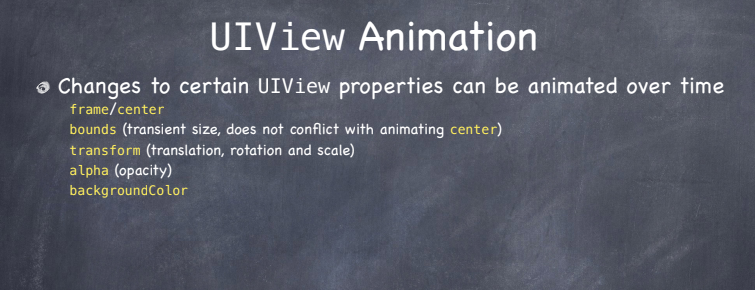 UIView Animation
Changes to certain UIView properties can be animated over time
frame/center
bounds (transient size, does not conflict with animating center)
transform (translation, rotation and scale)
alpha (opacity)
backgroundColor